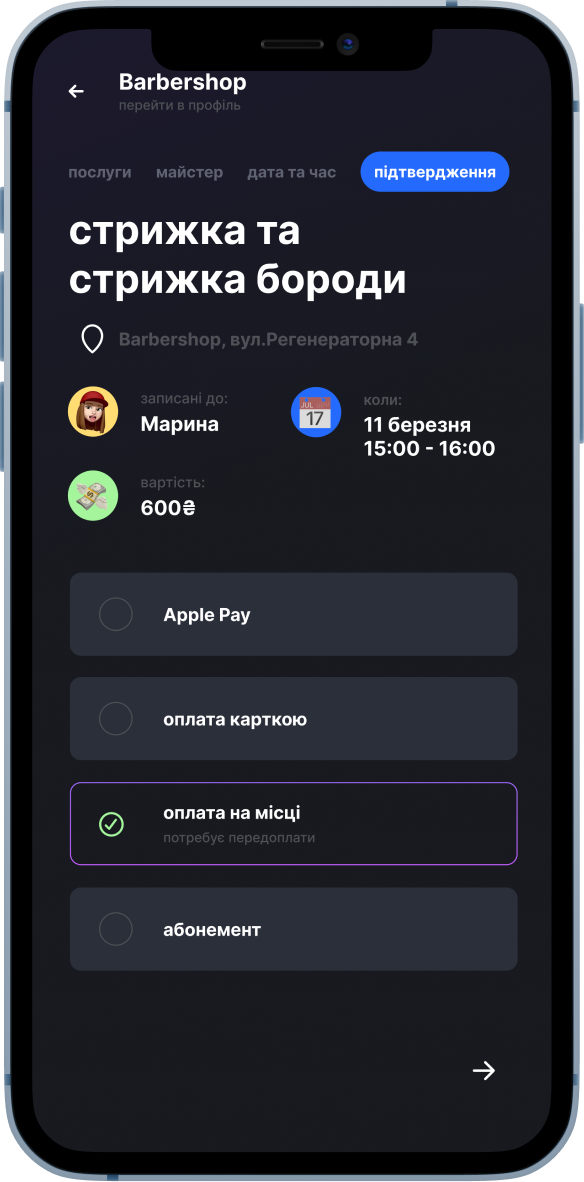 Barbershop
перейти в профіль
послуги майстер дата та час підтвердження
стрижка та
стрижка бороди
Barbershop, вул.Регенераторна 4
записані до:
Марина
JUL
17
коли:
11 березня
15:00 - 16:00
вартість:
600₴
Apple Pay
оплата карткою
оплата на місці
потребує передоплати
абонемент